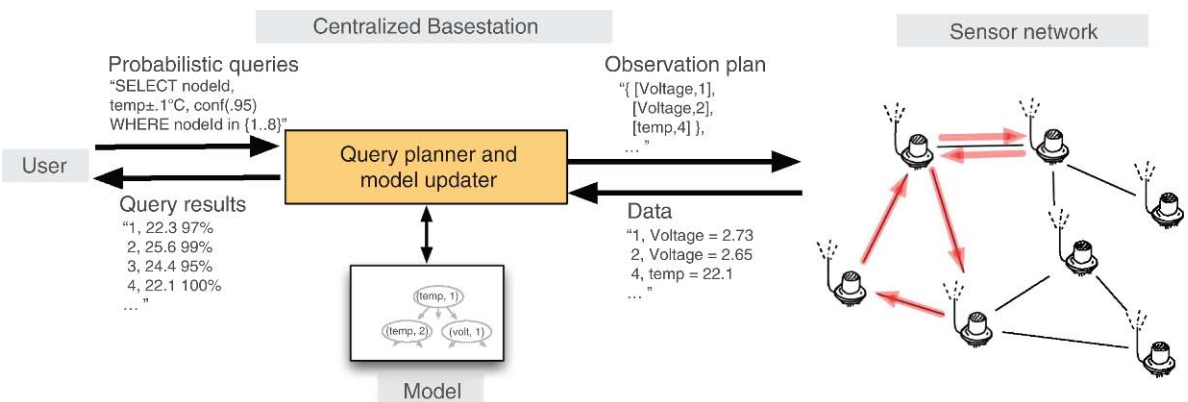 Centralized Basestation
Sensor network
Probabilistic queries
“SELECT nodeId,
temp±.1°C, conf(.95)
WHERE nodeId in {1..8}”
Observation plan
“{ [Voltage,1],
[Voltage,2],
[temp,4] },
… ”
User
Query planner and
model updater
Query results
“1, 22.3 97%
2, 25.6 99%
3, 24.4 95%
4, 22.1 100%
… ”
Data
“1, Voltage = 2.73
2, Voltage = 2.65
4, temp = 22.1
… ”
(temp, 1)
(temp, 2)
(volt, 1)
Model